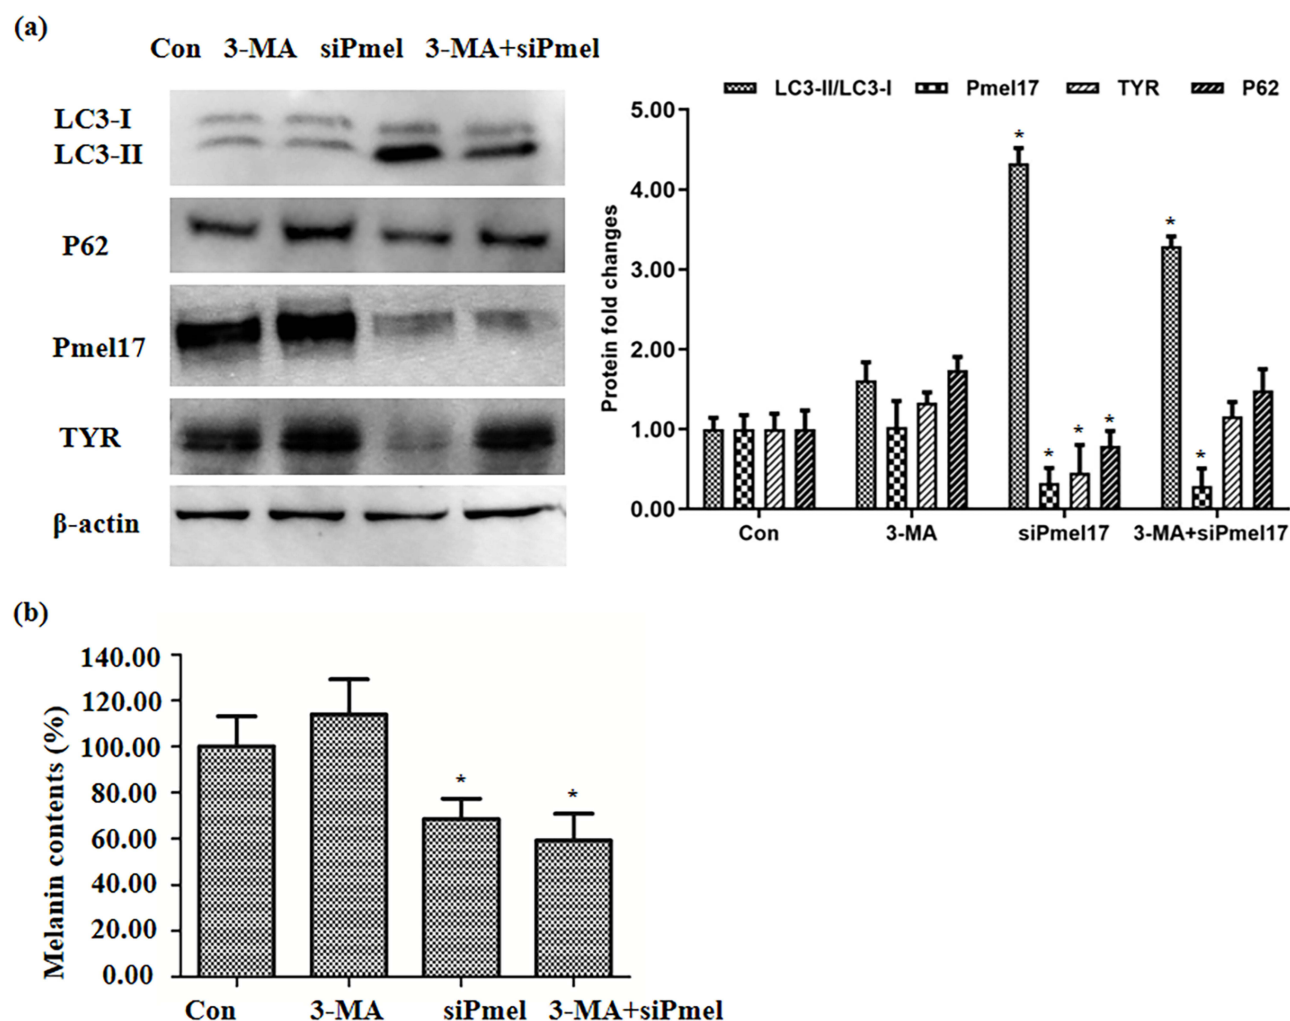 (a)
Con 3-MA siPmel 3-MA+siPmel
LC3-I
LC3-II
P62
Pmel17
TYR
β-actin
LC3-II/LC3-I Pmel17 TYR P62
Protein fold changes
5.00
4.00
3.00
2.00
1.00
0.00
*
*
*
*
*
*
Con 3-MA siPmel17 3-MA+siPmel17
(b)
Melanin contents (%)
140.00
120.00
100.00
80.00
60.00
40.00
20.00
0.00
*
*
Con 3-MA siPmel 3-MA+siPmel